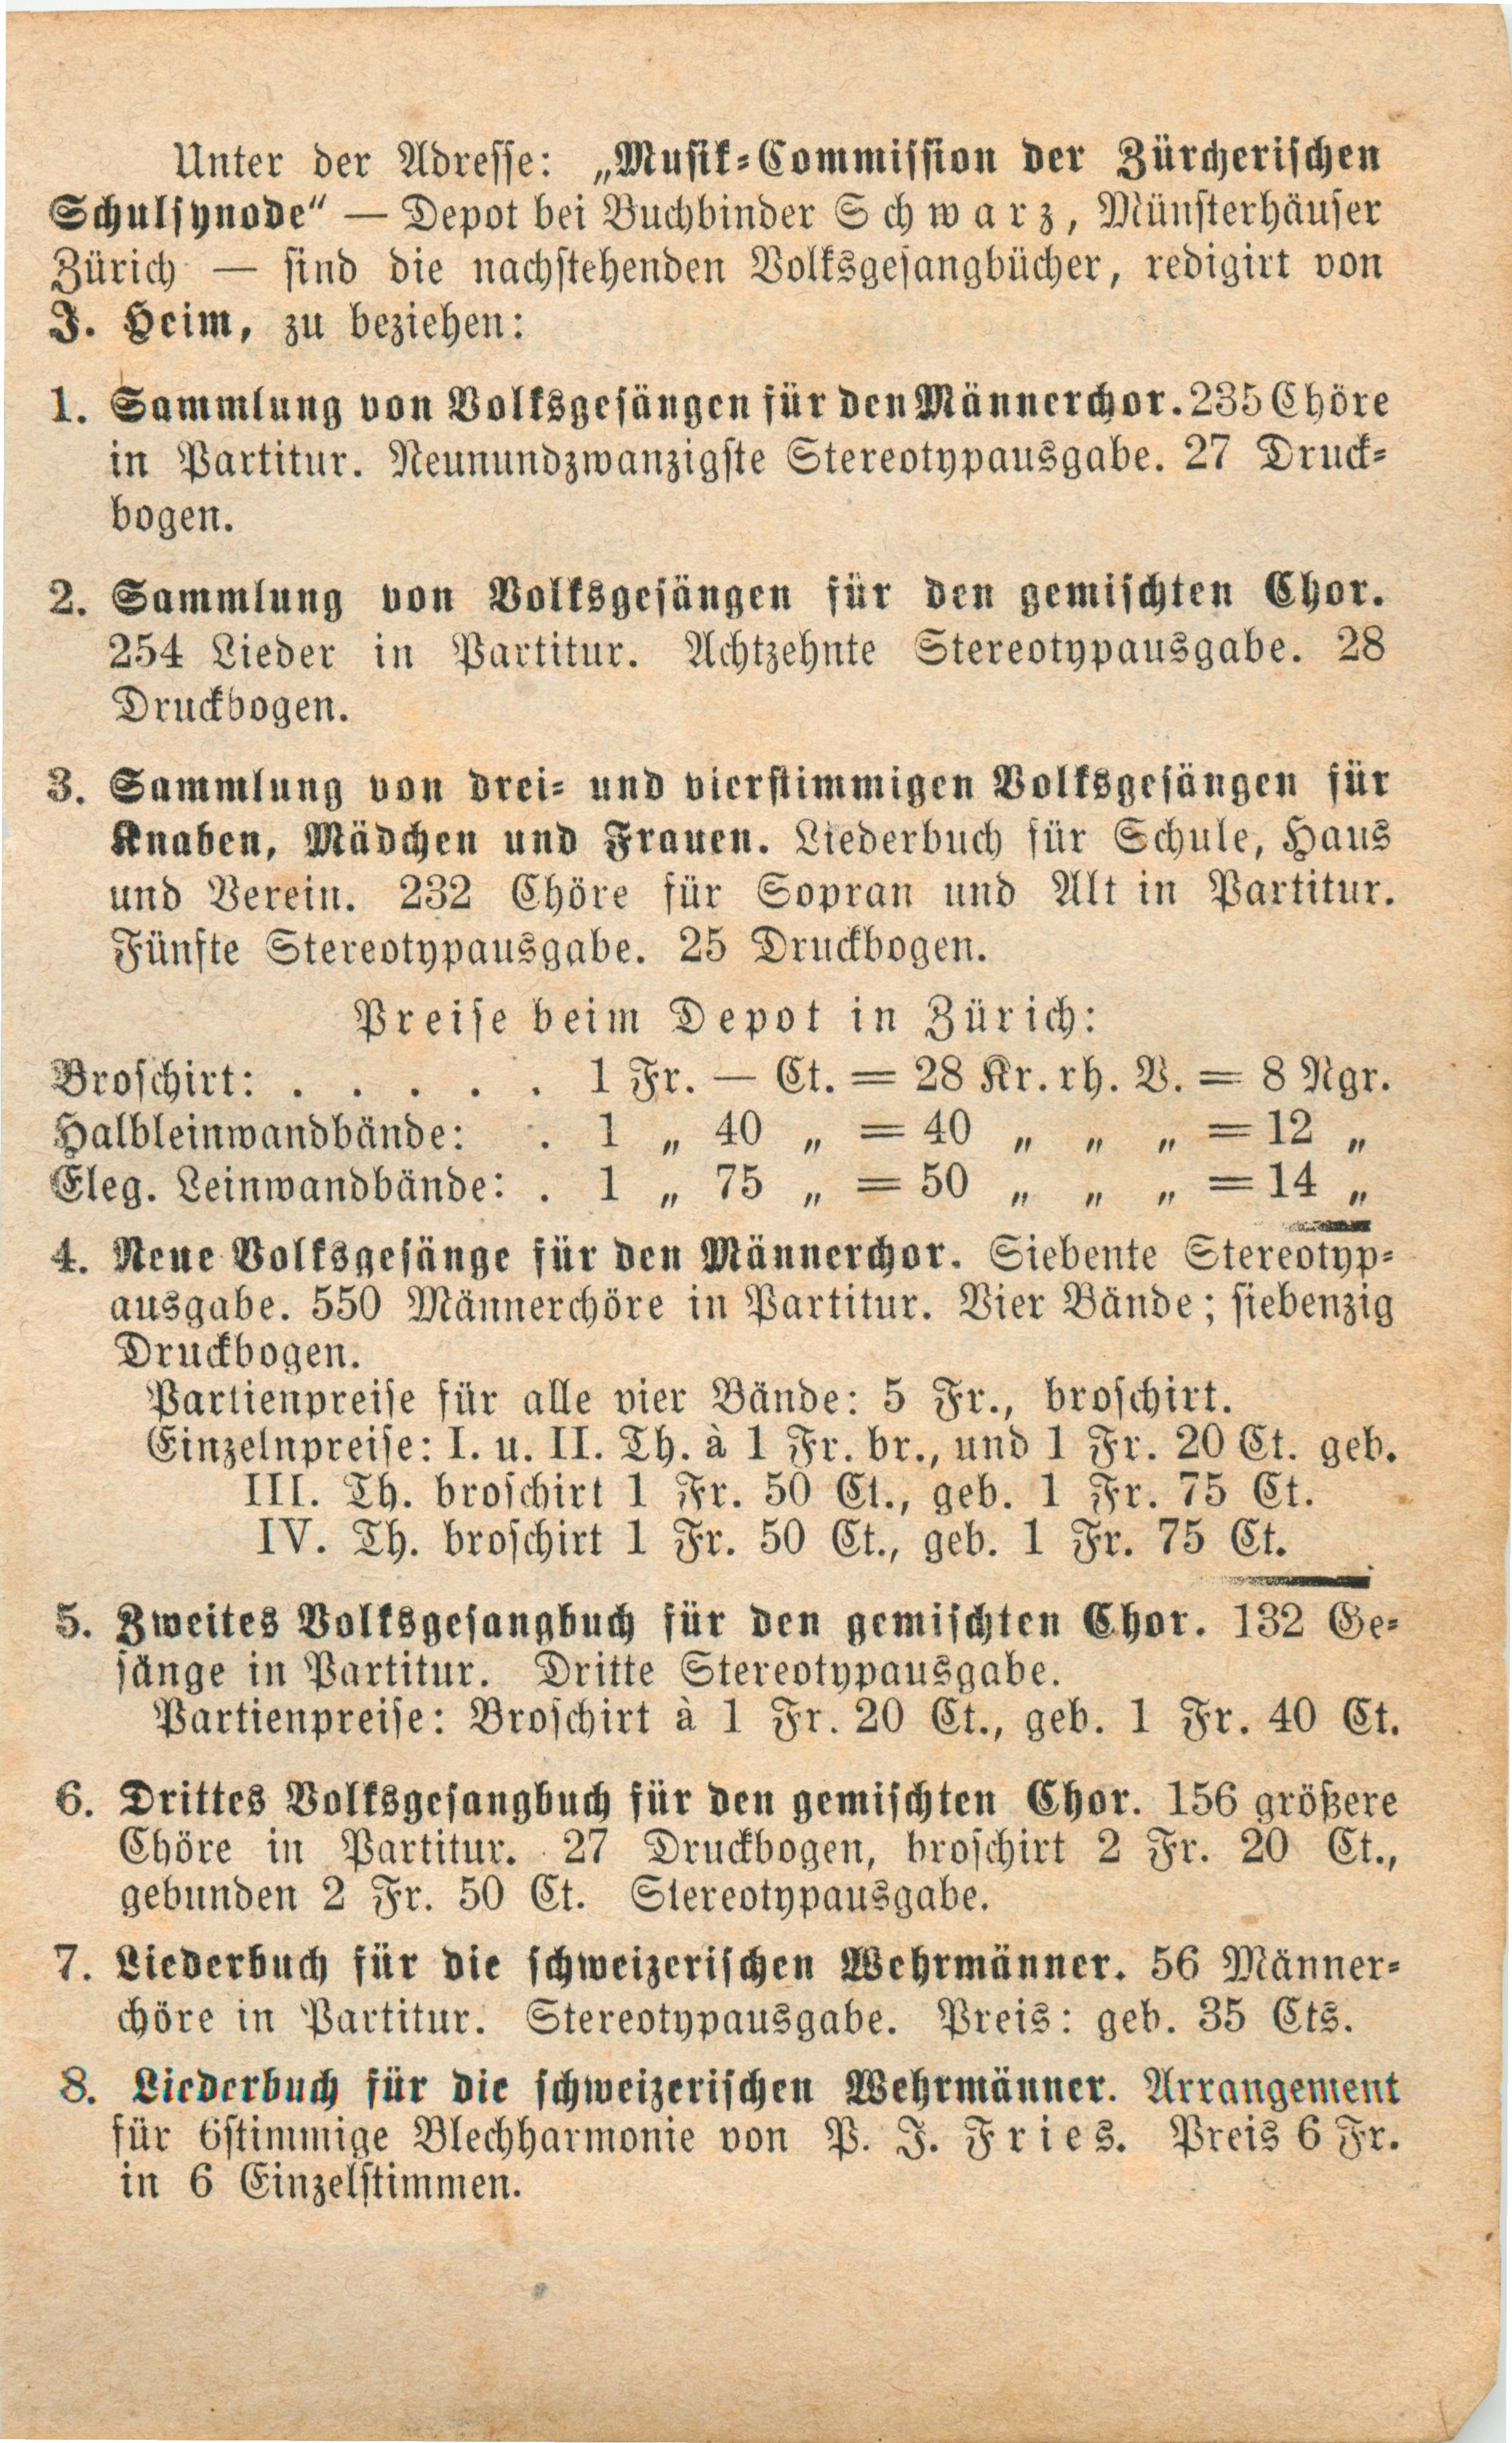 Unter der Adresse: „Musik-Commission der Zürcherischen
Schulsynode“ — Depot bei Buchbinder Schwarz, Münsterhäuser
Zürich — sind die nachstehenden Volksgesangbücher, redigirt von
J. Heim, zu beziehen:
1. Sammlung von Volksgesängen für den Männerchor. 235 Chöre
in Partitur. Neunundzwanzigste Stereotypausgabe. 27 Druck-
bogen.
2. Sammlung von Volksgesängen für den gemischten Chor.
254 Lieder in Partitur. Achtzehnte Stereotypausgabe. 28
Druckbogen.
3. Sammlung von drei- und vierstimmigen Volksgesängen für
Knaben, Mädchen und Frauen. Liederbuch für Schule, Haus
und Verein. 232 Chöre für Sopran und Alt in Partitur.
Fünfte Stereotypausgabe. 25 Druckbogen.
Preise beim Depot in Zürich:
Broschirt: . . . . . 1 Fr. — Ct. = 28 Kr. rh. V. = 8 Ngr.
Halbleinwandbände: . 1 „ 40 „ = 40 „ „ „ = 12 „
Eleg. Leinwandbände: . 1 „ 75 „ = 50 „ „ „ = 14 „
4. Neue Volksgesänge für den Männerchor. Siebente Stereotyp-
ausgabe. 550 Männerchöre in Partitur. Vier Bände; siebenzig
Druckbogen.
Partienpreise für alle vier Bände: 5 Fr., broschirt.
Einzelnpreise: I. u. II. Th. à 1 Fr. br., und 1 Fr. 20 Ct. geb.
III. Th. broschirt 1 Fr. 50 Ct., geb. 1 Fr. 75 Ct.
IV. Th. broschirt 1 Fr. 50 Ct., geb. 1 Fr. 75 Ct.
5. Zweites Volksgesangbuch für den gemischten Chor. 132 Ge-
sänge in Partitur. Dritte Stereotypausgabe.
Partienpreise: Broschirt à 1 Fr. 20 Ct., geb. 1 Fr. 40 Ct.
6. Drittes Volksgesangbuch für den gemischten Chor. 156 größere
Chöre in Partitur. 27 Druckbogen, broschirt 2 Fr. 20 Ct.,
gebunden 2 Fr. 50 Ct. Stereotypausgabe.
7. Liederbuch für die schweizerischen Wehrmänner. 56 Männer-
chöre in Partitur. Stereotypausgabe. Preis: geb. 35 Cts.
8. Liederbuch für die schweizerischen Wehrmänner. Arrangement
für 6stimmige Blechharmonie von P. J. Fries. Preis 6 Fr.
in 6 Einzelstimmen.